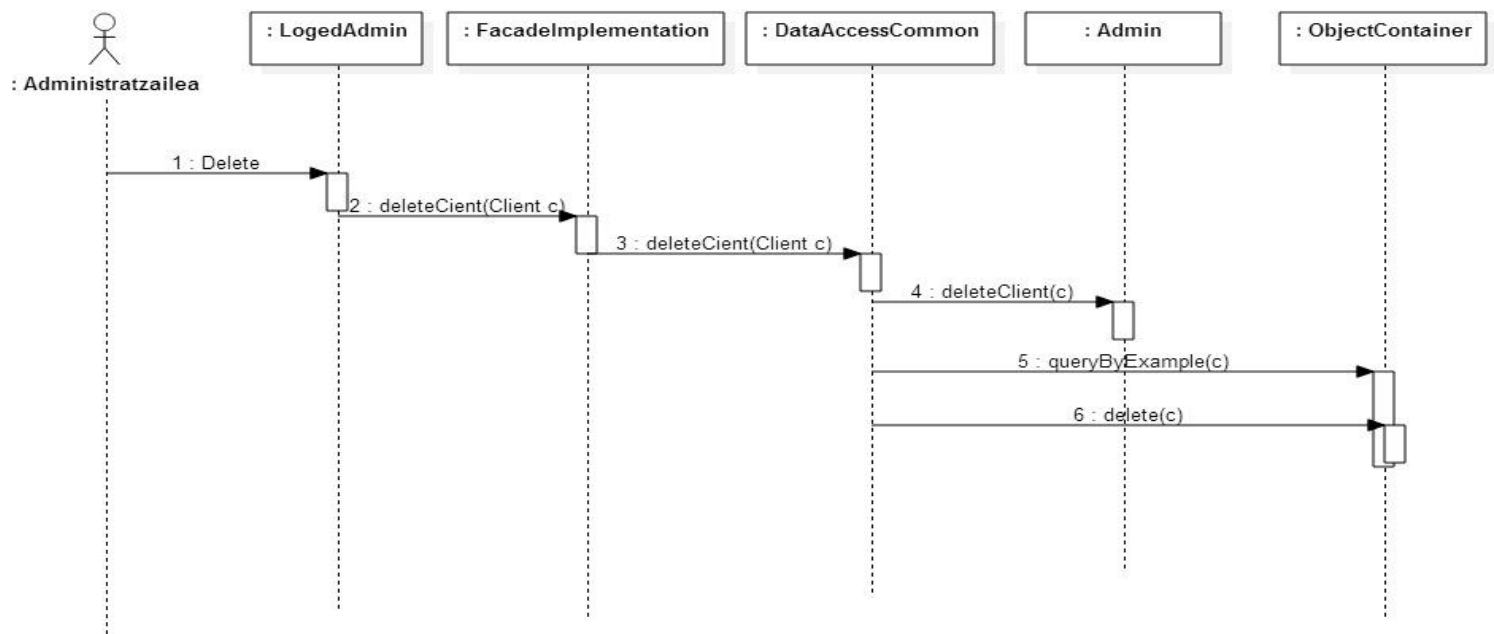 : LogedAdmin
: FacadeImplementation
: DataAccessCommon
: Admin
: ObjectContainer
: Administratzailea
1 : Delete
2 : deleteCient(Client c)
3 : deleteCient(Client c)
4 : deleteClient(c)
5 : queryByExample(c)
6 : delete(c)